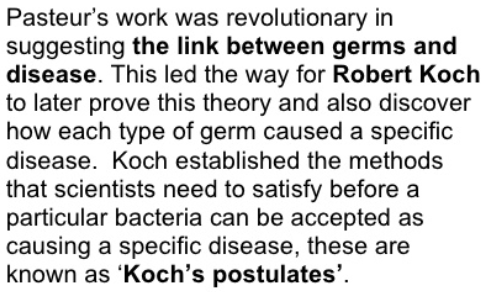 Pasteur’s work was revolutionary in
suggesting the link between germs and
disease. This led the way for Robert Koch
to later prove this theory and also discover
how each type of germ caused a specific
disease.  Koch established the methods
that scientists need to satisfy before a
particular bacteria can be accepted as
causing a specific disease, these are
known as ‘Koch’s postulates’.